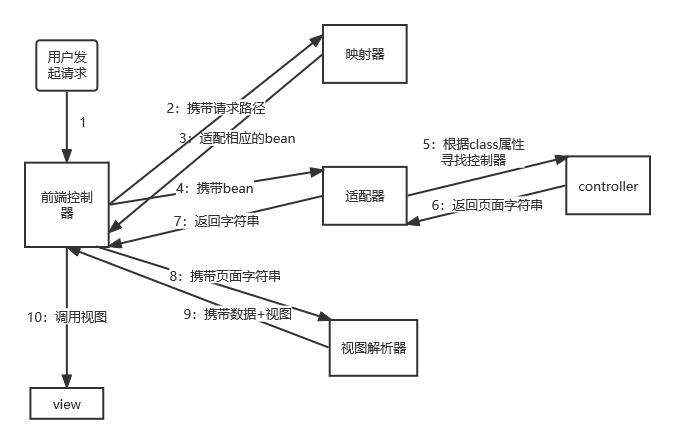 用户发
起请求
映射器
1
2：携带请求路径
3：适配相应的bean
5：根据class属性
寻找控制器
前端控制
器
4：携带bean
适配器
controller
6：返回页面字符串
7：返回字符串
8：携带页面字符串
9：携带数据+视图
10：调用视图
视图解析器
view